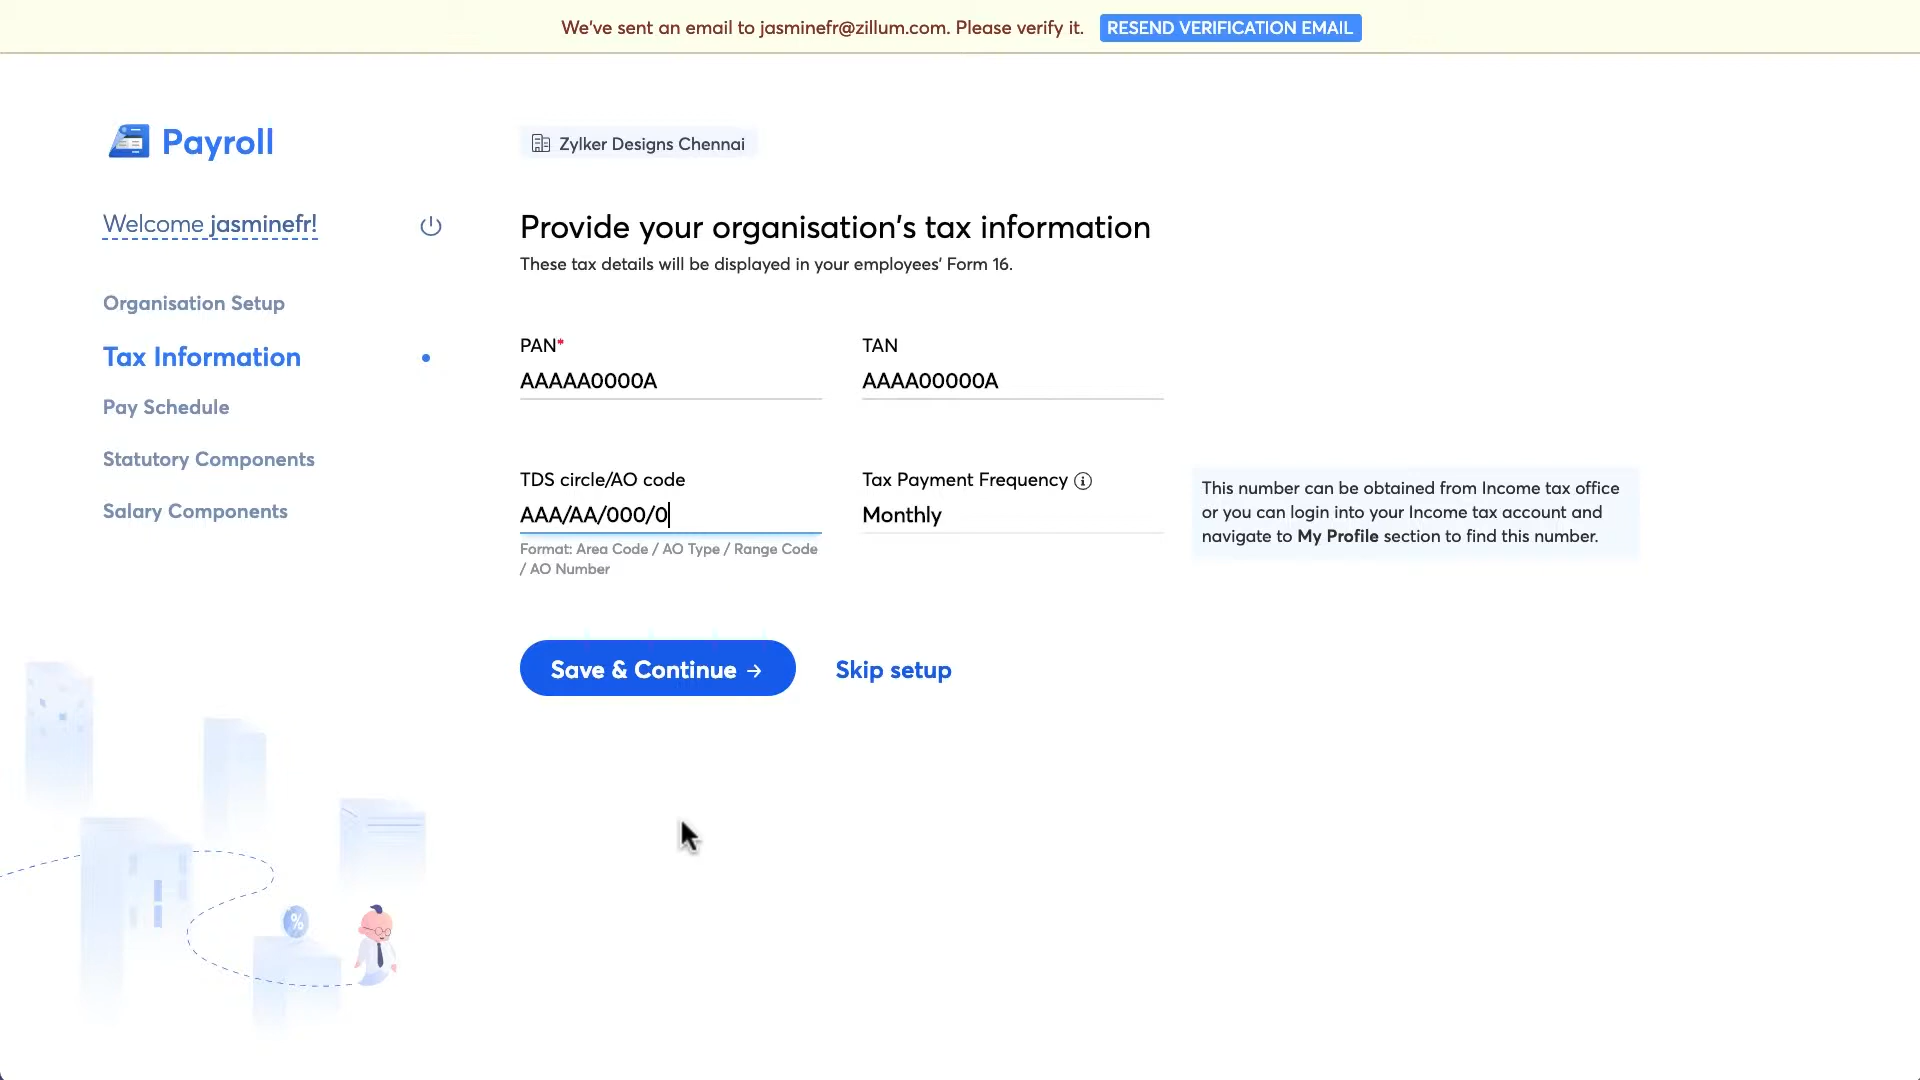 We've sent an email to jasminefr@zillum.com. Please verify it. RESEND VERIFICATION EMAIL
Payroll
Zylker Designs Chennai
Welcome jasminefr!
Provide your organisation's tax information
These tax details will be displayed in your employees' Form 16.
Organisation Setup
Tax Information
Pay Schedule
Statutory Components
Salary Components
PAN* TAN
AAAAA0000A AAAA00000A
TDS circle/AO code Tax Payment Frequency
AAA/AA/000/0 Monthly
Format: Area Code / AO Type / Range Code
/ AO Number
This number can be obtained from Income tax office
or you can login into your Income tax account and
navigate to My Profile section to find this number.
Save & Continue → Skip setup
%